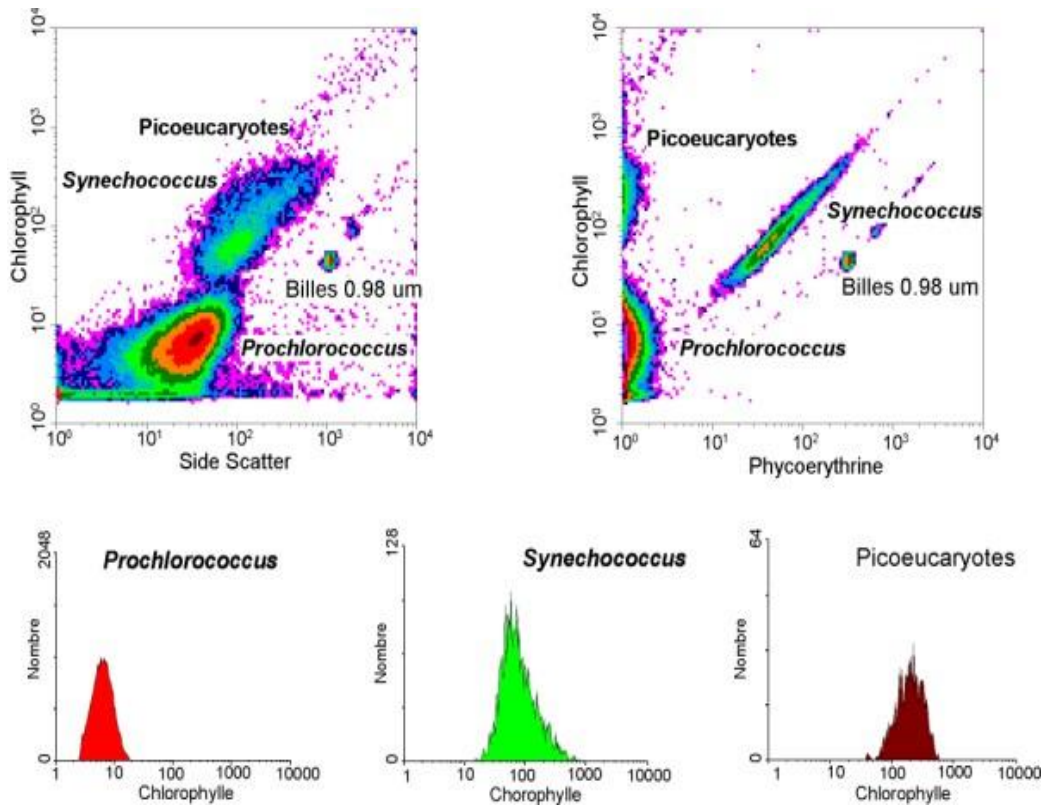 10⁴
10³
10²
10¹
10⁰
Chlorophyll
Picoeucaryotes
Synechococcus
Billes 0.98 um
Prochlorococcus
10⁰ 10¹ 10² 10³ 10⁴
Side Scatter
10⁴
10³
10²
10¹
10⁰
Chlorophyll
Picoeucaryotes
Synechococcus
Billes 0.98 um
Prochlorococcus
10⁰ 10¹ 10² 10³ 10⁴
Phycoerythrine
2048
Nombre
0
Prochlorococcus
1 10 100 1000 10000
Chlorophylle
128
Nombre
0
Synechococcus
1 10 100 1000 10000
Chorophylle
64
Nombre
0
Picoeucaryotes
1 10 100 1000 10000
Chlorophylle